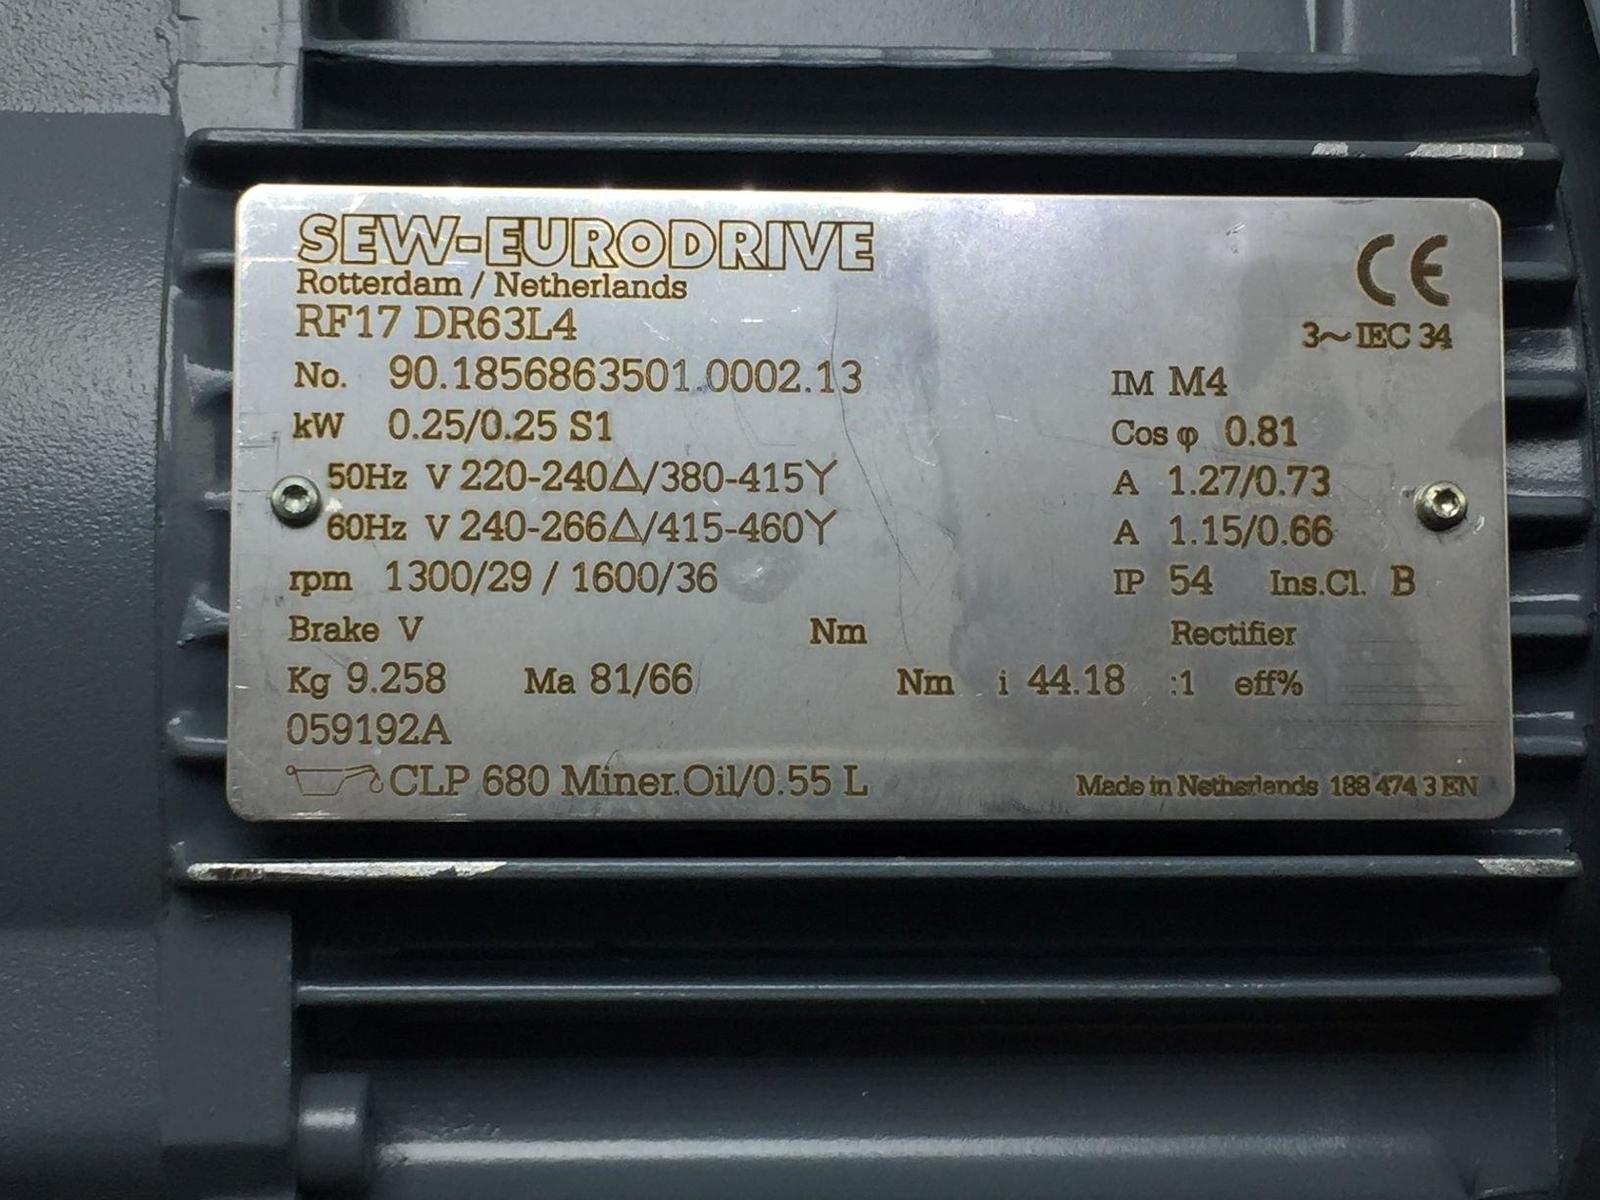 SEW-EURODRIVE
Rotterdam / Netherlands
CE
RF17 DR63L4
3~ IEC 34
No. 90.1856863501.0002.13 IM M4
kW 0.25/0.25 S1 Cos φ 0.81
50Hz V 220-240△/380-415Y A 1.27/0.73
60Hz V 240-266△/415-460Y A 1.15/0.66
rpm 1300/29 / 1600/36 IP 54 Ins.Cl. B
Brake V Nm Rectifier
Kg 9.258 Ma 81/66 Nm i 44.18 :1 eff%
059192A
CLP 680 Miner.Oil/0.55 L Made in Netherlands 188 474 3 EN